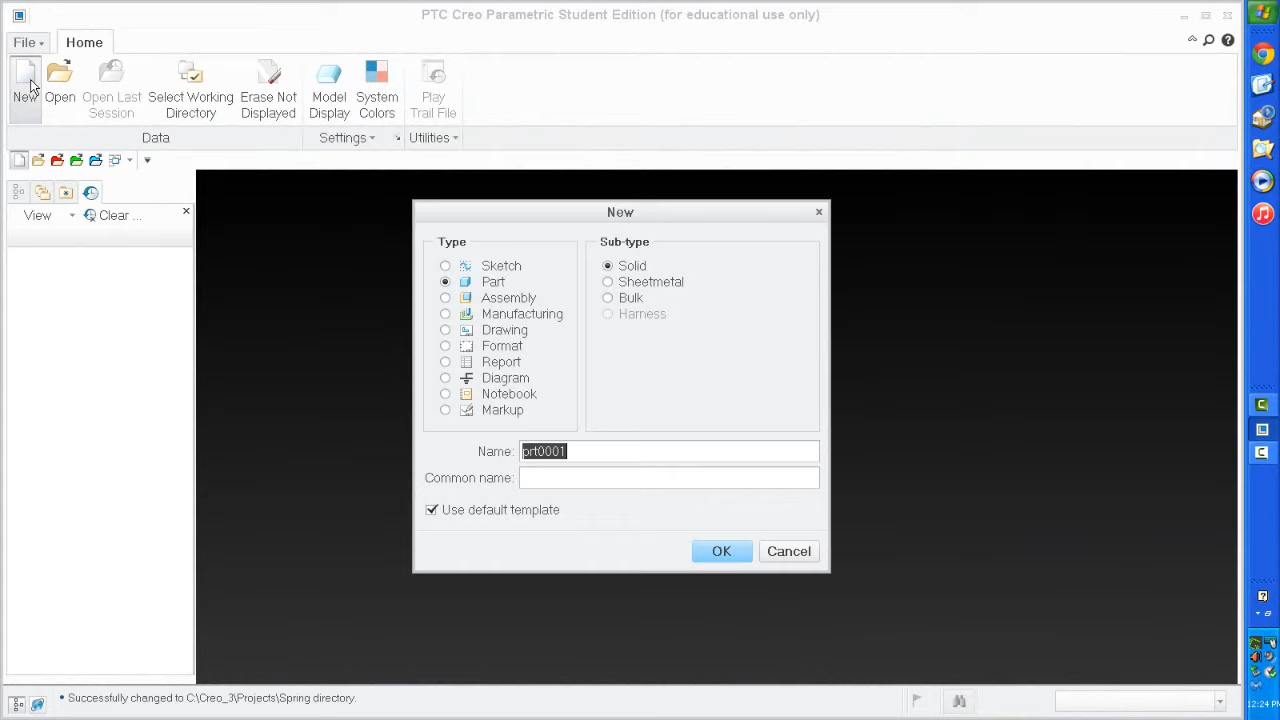 PTC Creo Parametric Student Edition (for educational use only)
File
Home
New
Open
Open Last Session
Select Working Directory
Erase Not Displayed
Model Display
System Colors
Play Trail File
Data
Settings
Utilities
View
Clear ...
New
Type
Sub-type
Sketch
Part
Assembly
Manufacturing
Drawing
Format
Report
Diagram
Notebook
Markup
Solid
Sheetmetal
Bulk
Harness
Name: prt0001
Common name:
Use default template
OK
Cancel
Successfully changed to C:\Creo_3\Projects\Spring directory.
12:24 PM